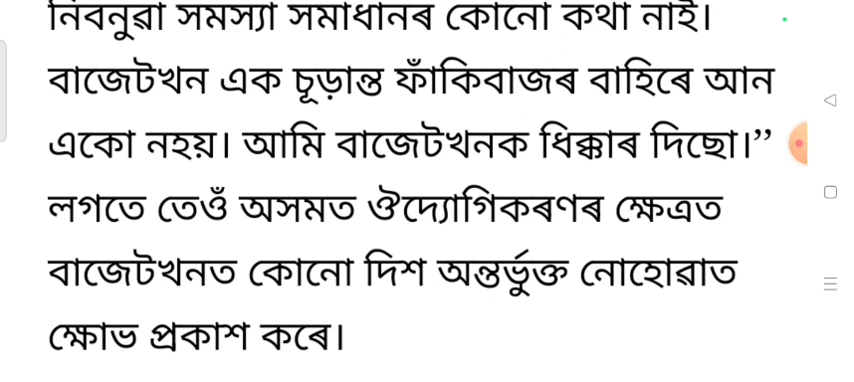 নিবনুৱা সমস্যা সমাধানৰ কোনো কথা নাই।
বাজেটখন এক চূড়ান্ত ফাঁকিবাজৰ বাহিৰে আন
একো নহয়। আমি বাজেটখনক ধিক্কাৰ দিছো।’’
লগতে তেওঁ অসমত ঔদ্যোগিকৰণৰ ক্ষেত্ৰত
বাজেটখনত কোনো দিশ অন্তৰ্ভুক্ত নোহোৱাত
ক্ষোভ প্ৰকাশ কৰে।